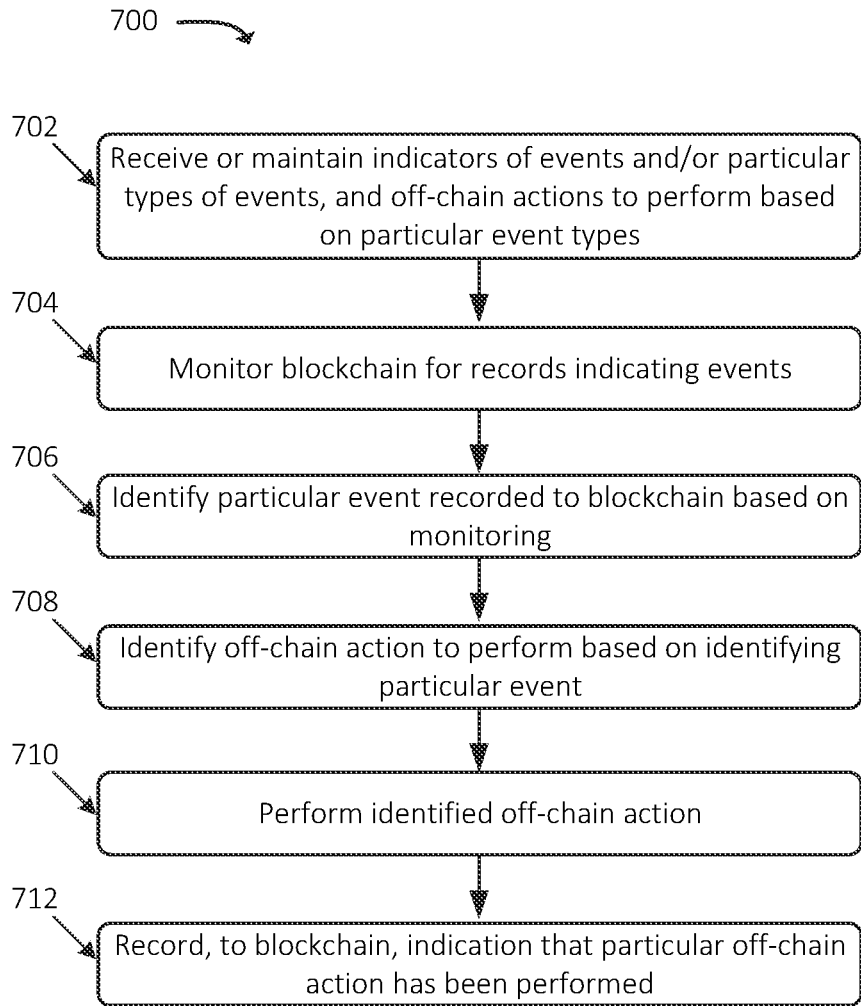 700
702
Receive or maintain indicators of events and/or particular
types of events, and off-chain actions to perform based
on particular event types
704
Monitor blockchain for records indicating events
706
Identify particular event recorded to blockchain based on
monitoring
708
Identify off-chain action to perform based on identifying
particular event
710
Perform identified off-chain action
712
Record, to blockchain, indication that particular off-chain
action has been performed